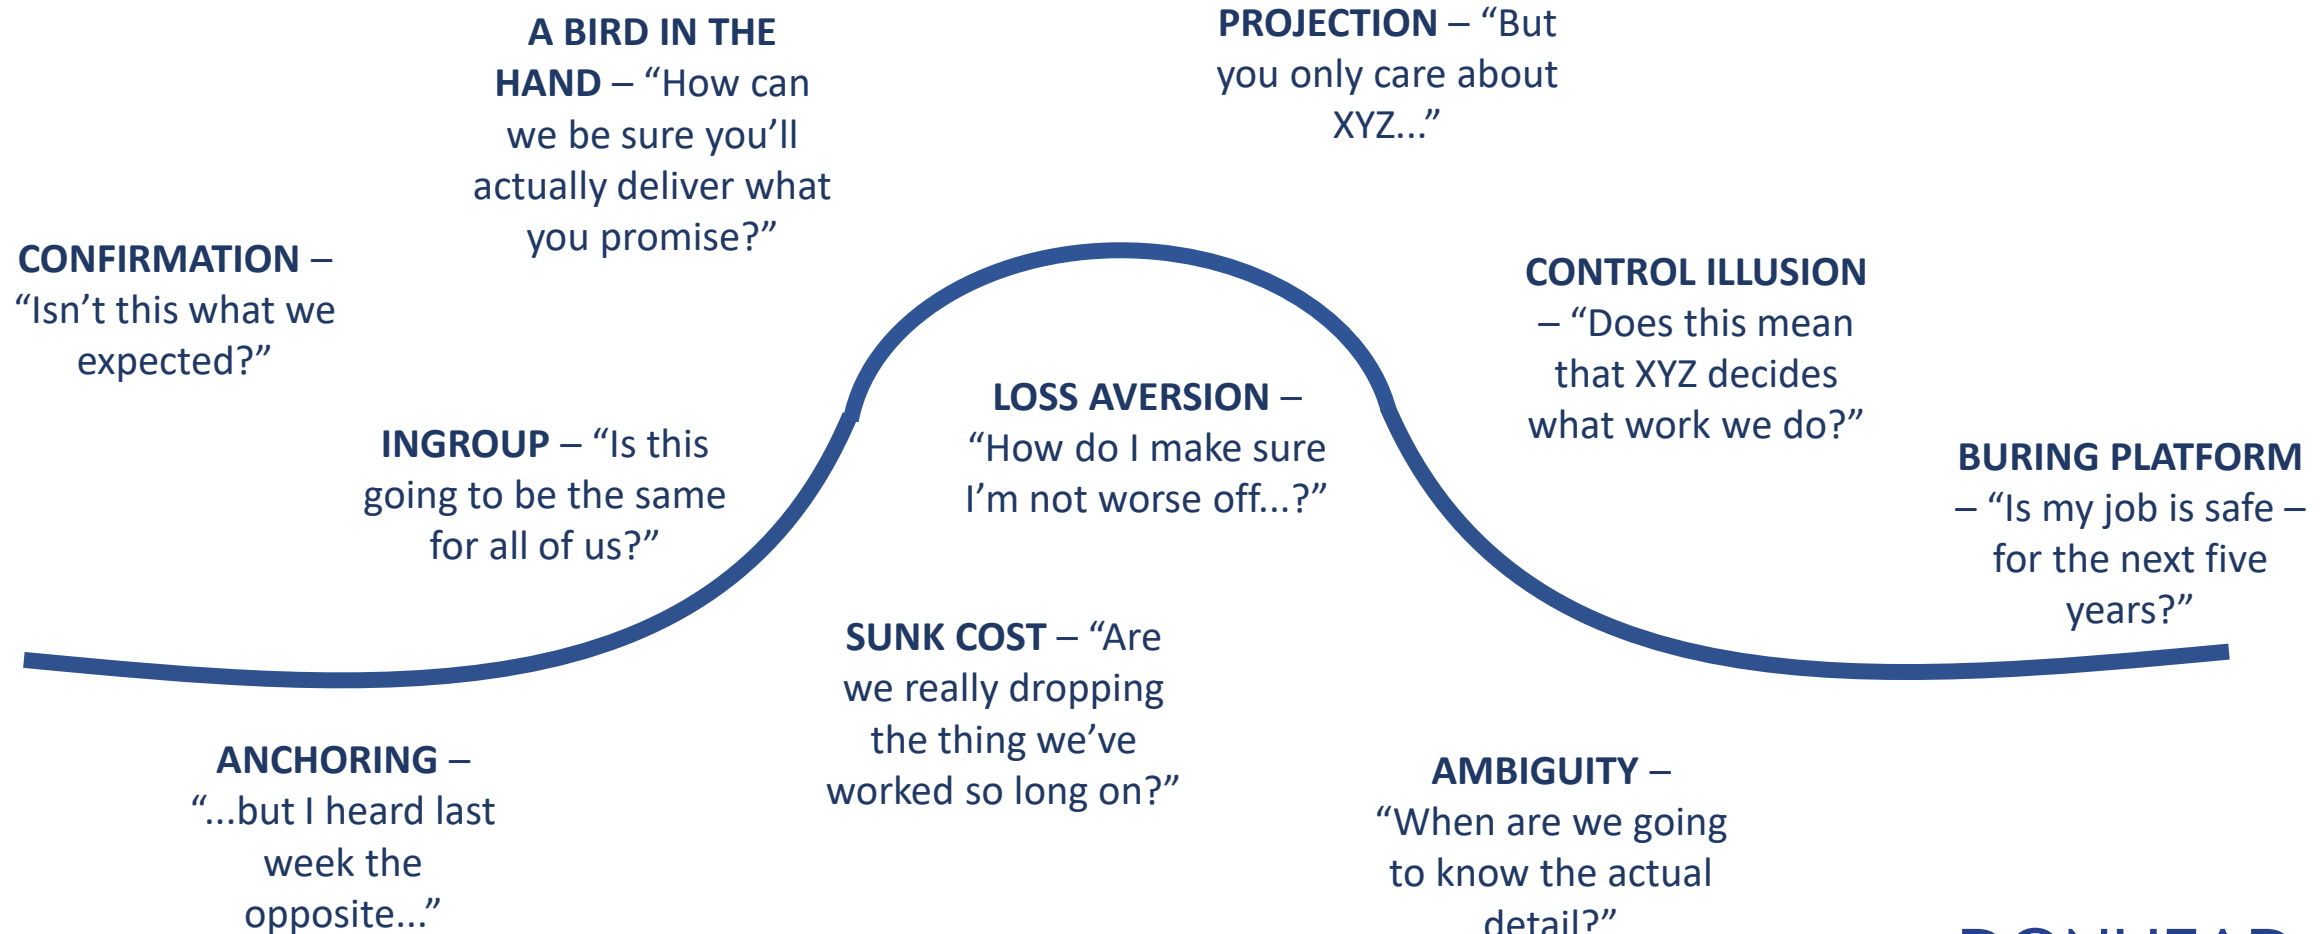 A BIRD IN THE
HAND – “How can
we be sure you’ll
actually deliver what
you promise?”
PROJECTION – “But
you only care about
XYZ...”
CONFIRMATION –
“Isn’t this what we
expected?”
CONTROL ILLUSION
– “Does this mean
that XYZ decides
what work we do?”
INGROUP – “Is this
going to be the same
for all of us?”
LOSS AVERSION –
“How do I make sure
I’m not worse off...?”
BURING PLATFORM
– “Is my job is safe –
for the next five
years?”
SUNK COST – “Are
we really dropping
the thing we’ve
worked so long on?”
ANCHORING –
“...but I heard last
week the
opposite...”
AMBIGUITY –
“When are we going
to know the actual
detail?”